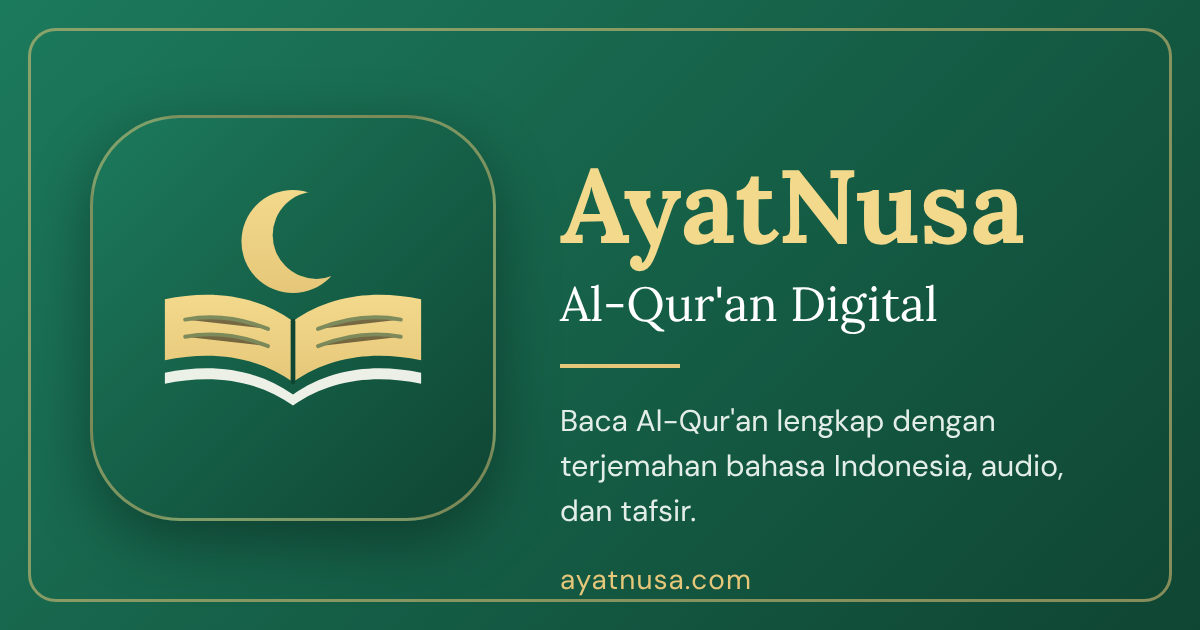 AyatNusa
Al-Qur'an Digital
Baca Al-Qur'an lengkap dengan
terjemahan bahasa Indonesia, audio,
dan tafsir.
ayatnusa.com